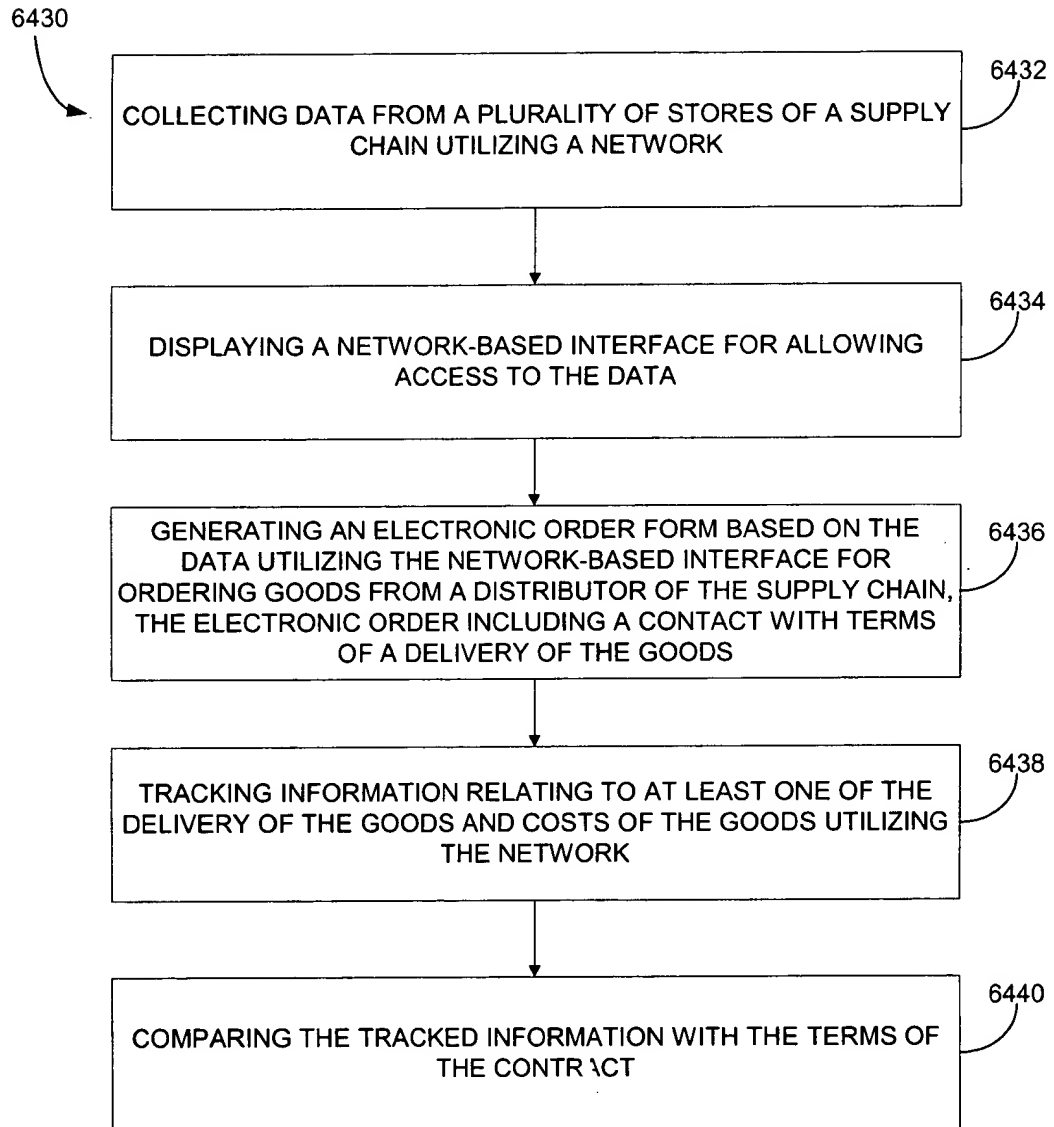 6430
6432
COLLECTING DATA FROM A PLURALITY OF STORES OF A SUPPLY
CHAIN UTILIZING A NETWORK
6434
DISPLAYING A NETWORK-BASED INTERFACE FOR ALLOWING
ACCESS TO THE DATA
6436
GENERATING AN ELECTRONIC ORDER FORM BASED ON THE
DATA UTILIZING THE NETWORK-BASED INTERFACE FOR
ORDERING GOODS FROM A DISTRIBUTOR OF THE SUPPLY CHAIN,
THE ELECTRONIC ORDER INCLUDING A CONTACT WITH TERMS
OF A DELIVERY OF THE GOODS
6438
TRACKING INFORMATION RELATING TO AT LEAST ONE OF THE
DELIVERY OF THE GOODS AND COSTS OF THE GOODS UTILIZING
THE NETWORK
6440
COMPARING THE TRACKED INFORMATION WITH THE TERMS OF
THE CONTRACT